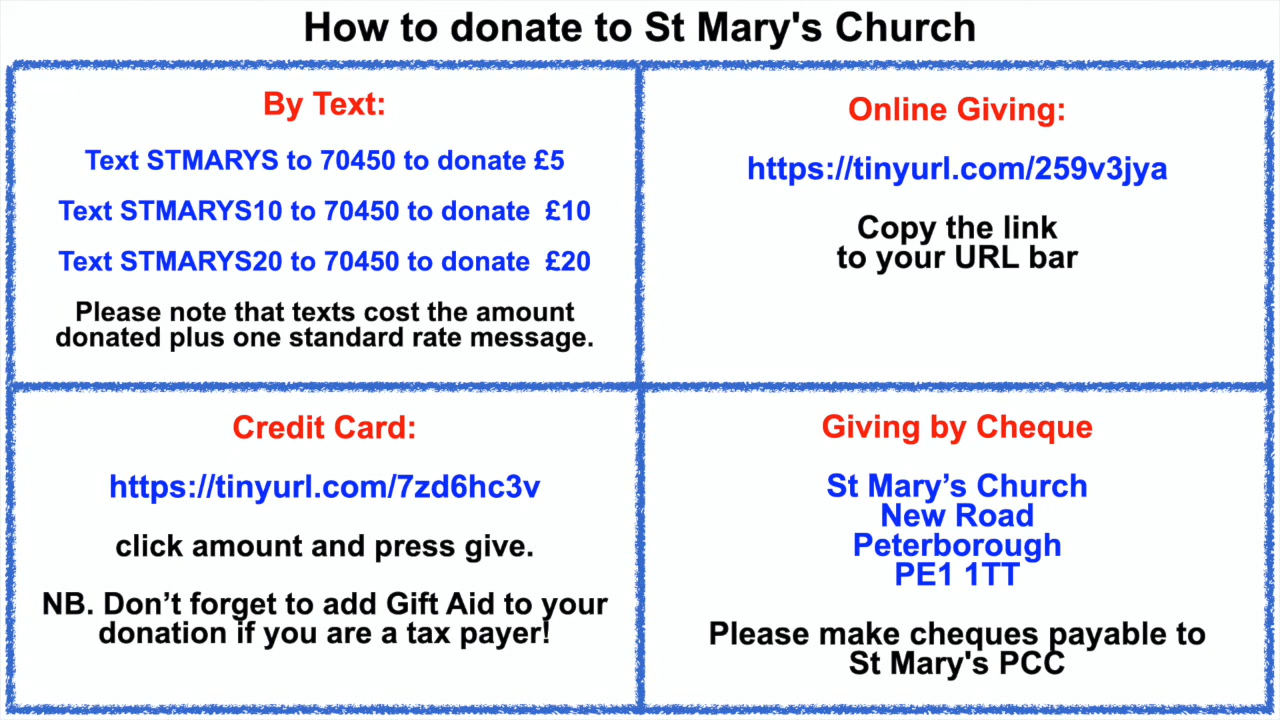 How to donate to St Mary's Church
By Text:
Text STMARYS to 70450 to donate £5
Text STMARYS10 to 70450 to donate  £10
Text STMARYS20 to 70450 to donate  £20
Please note that texts cost the amount
donated plus one standard rate message.
Online Giving:
https://tinyurl.com/259v3jya
Copy the link
to your URL bar
Credit Card:
https://tinyurl.com/7zd6hc3v
click amount and press give.
NB. Don’t forget to add Gift Aid to your
donation if you are a tax payer!
Giving by Cheque
St Mary’s Church
New Road
Peterborough
PE1 1TT
Please make cheques payable to
St Mary's PCC